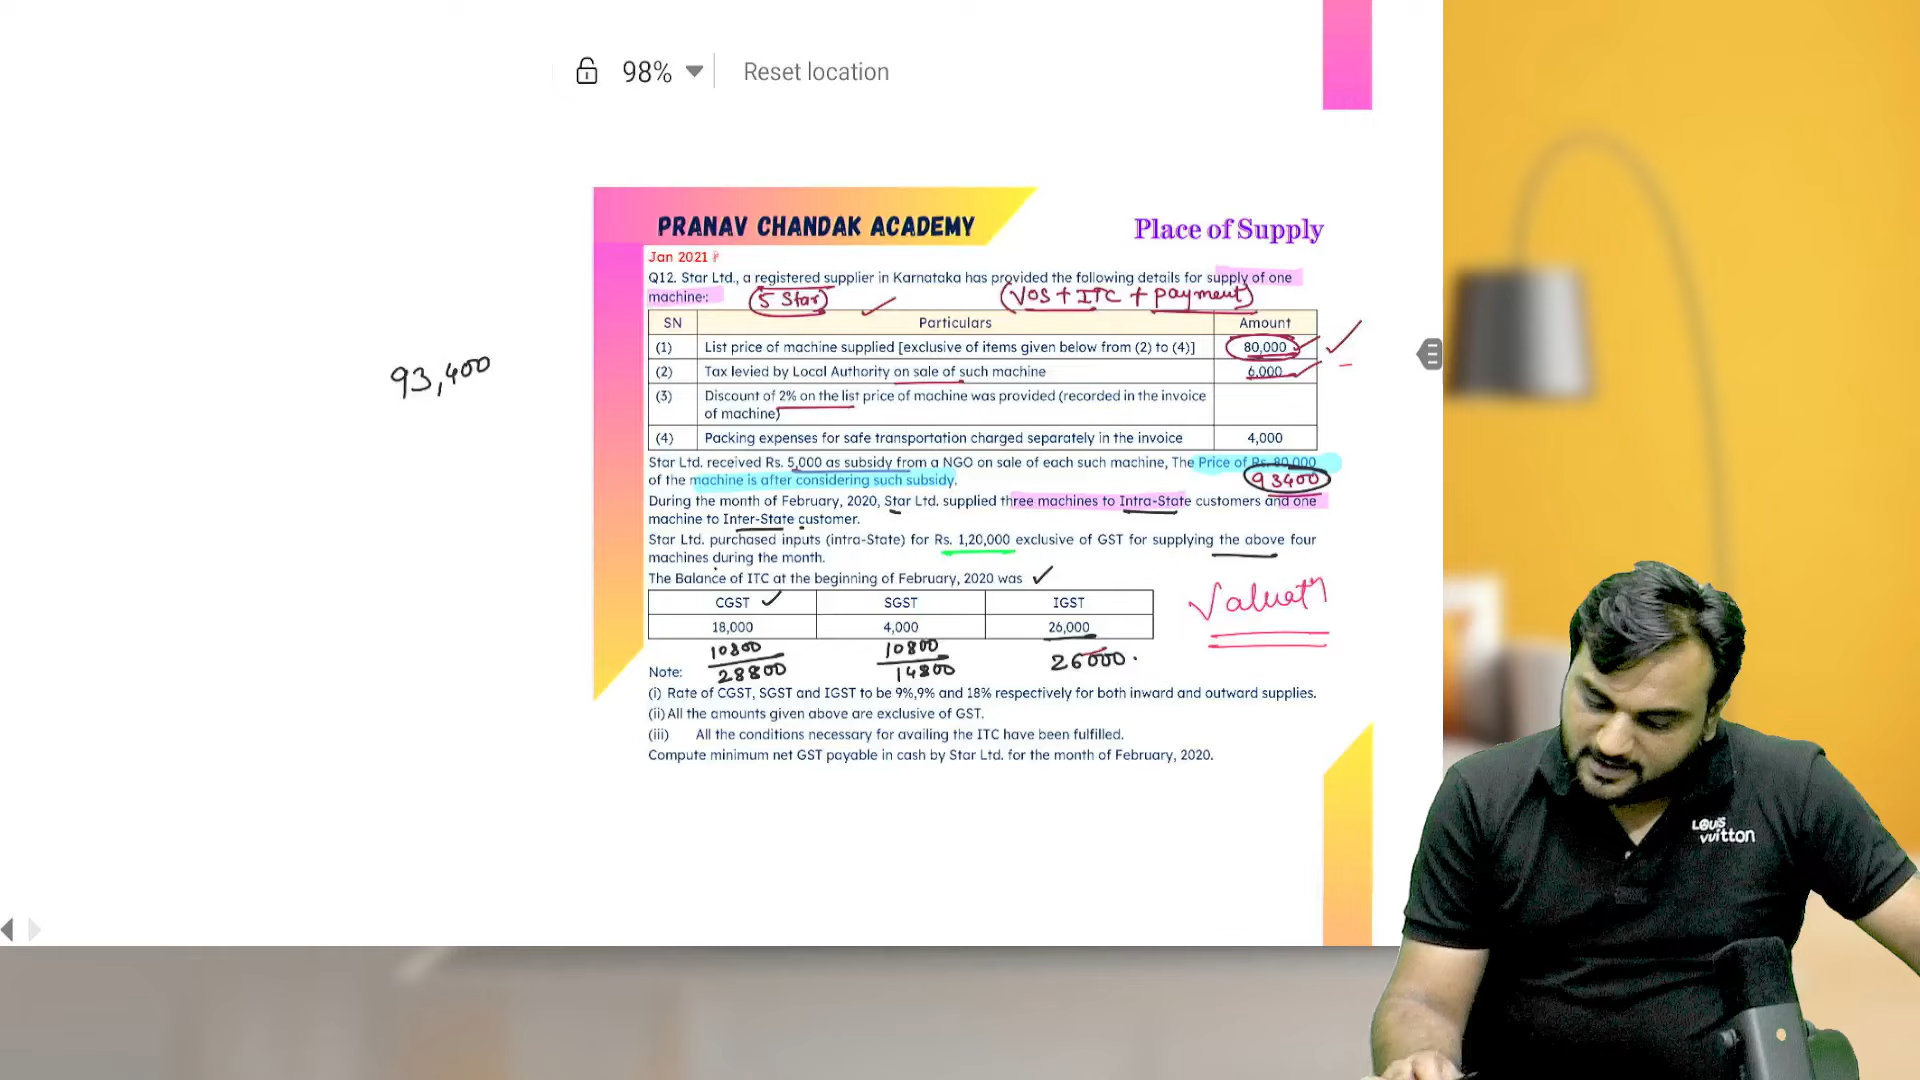 98% Reset location
PRANAV CHANDAK ACADEMY
Place of Supply
Jan 2021
Q12. Star Ltd., a registered supplier in Karnataka has provided the following details for supply of one
machine:
5 Star
(VOS + ITC + payment)
SN Particulars Amount
(1) List price of machine supplied [exclusive of items given below from (2) to (4)] 80,000
(2) Tax levied by Local Authority on sale of such machine 6,000
(3) Discount of 2% on the list price of machine was provided (recorded in the invoice
of machine)
(4) Packing expenses for safe transportation charged separately in the invoice 4,000
93,400
Star Ltd. received Rs. 5,000 as subsidy from a NGO on sale of each such machine, The Price of Rs. 80,000
of the machine is after considering such subsidy.
93400
During the month of February, 2020, Star Ltd. supplied three machines to Intra-State customers and one
machine to Inter-State customer.
Star Ltd. purchased inputs (intra-State) for Rs. 1,20,000 exclusive of GST for supplying the above four
machines during the month.
The Balance of ITC at the beginning of February, 2020 was
CGST SGST IGST
18,000 4,000 26,000
10800 10800
28800 14800 26000.
Note:
(i) Rate of CGST, SGST and IGST to be 9%,9% and 18% respectively for both inward and outward supplies.
(ii) All the amounts given above are exclusive of GST.
(iii) All the conditions necessary for availing the ITC have been fulfilled.
Compute minimum net GST payable in cash by Star Ltd. for the month of February, 2020.
Louis
Vuitton